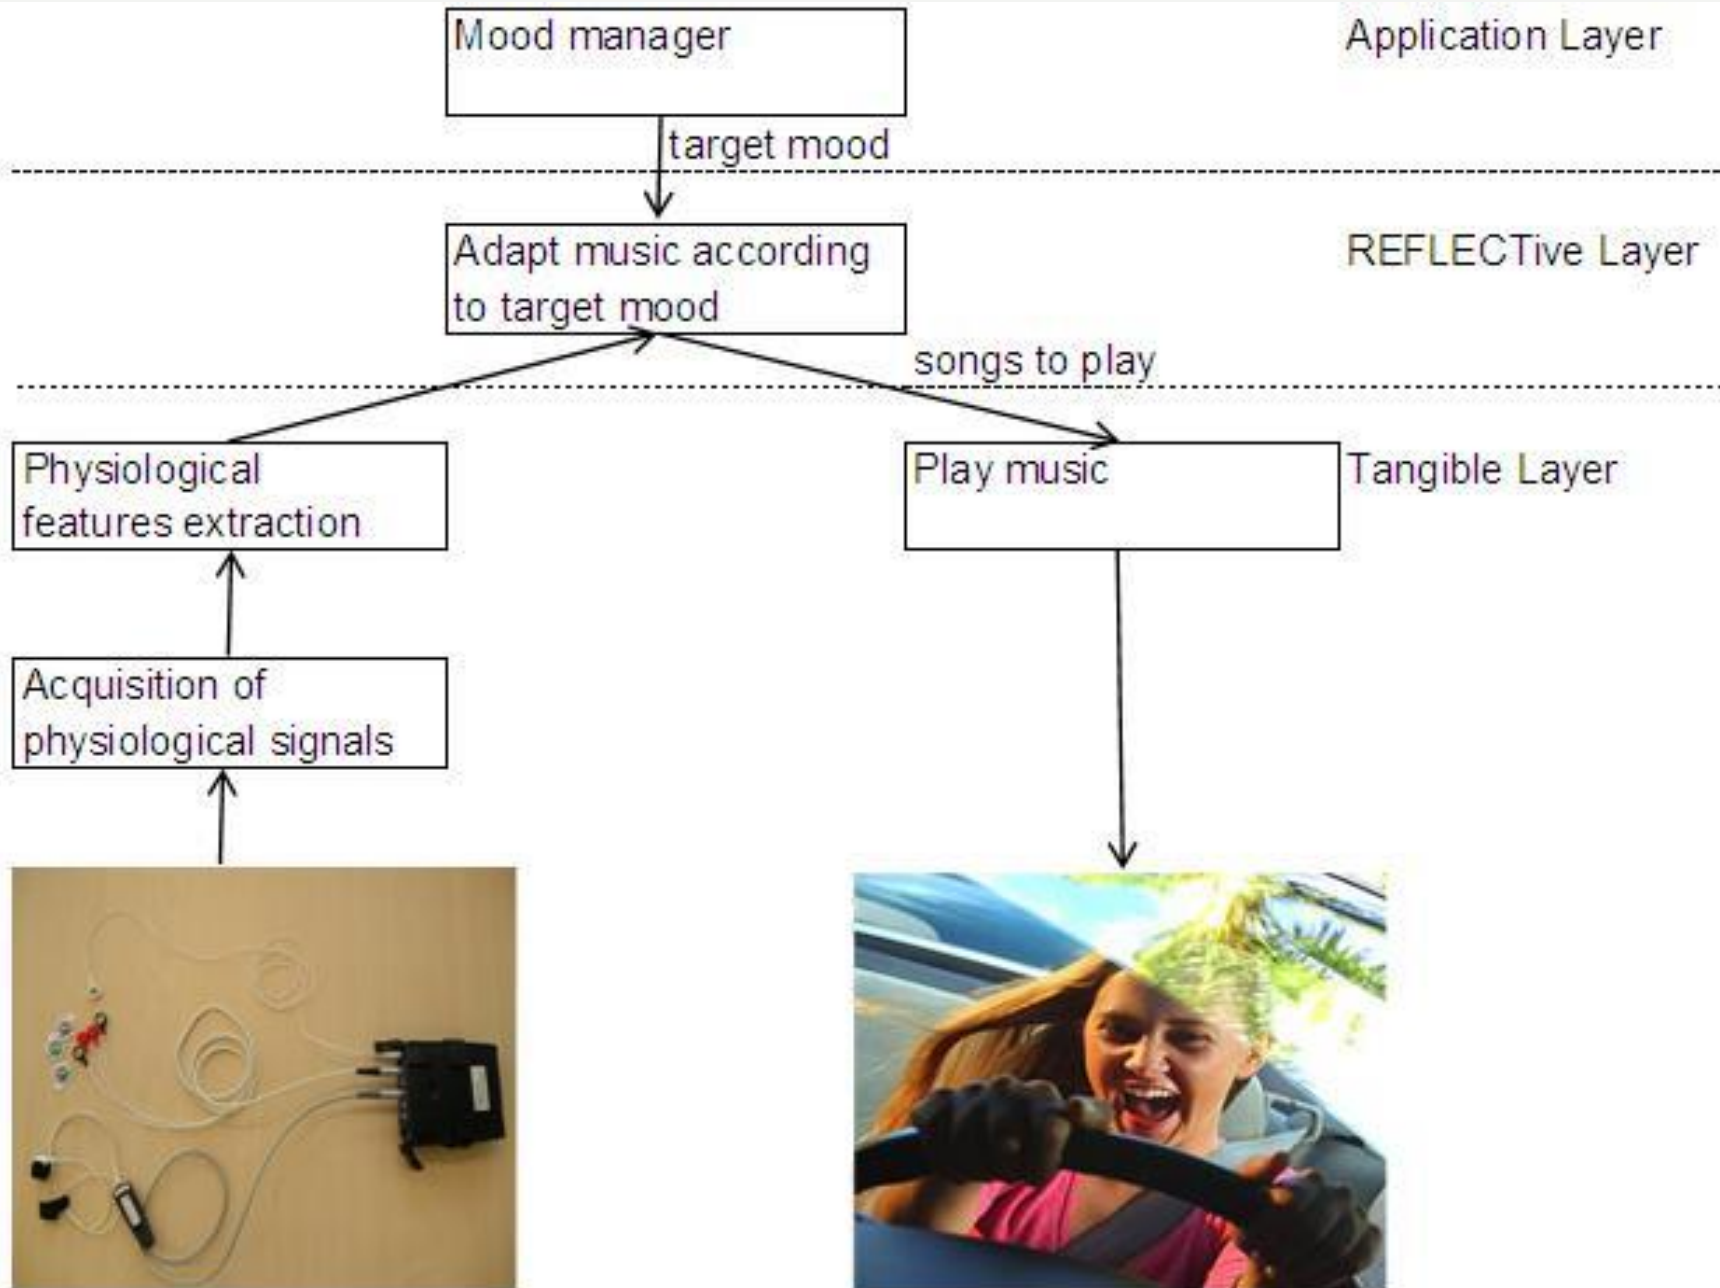 Mood manager
Application Layer
target mood
Adapt music according
to target mood
REFLECTive Layer
songs to play
Physiological
features extraction
Play music
Tangible Layer
Acquisition of
physiological signals